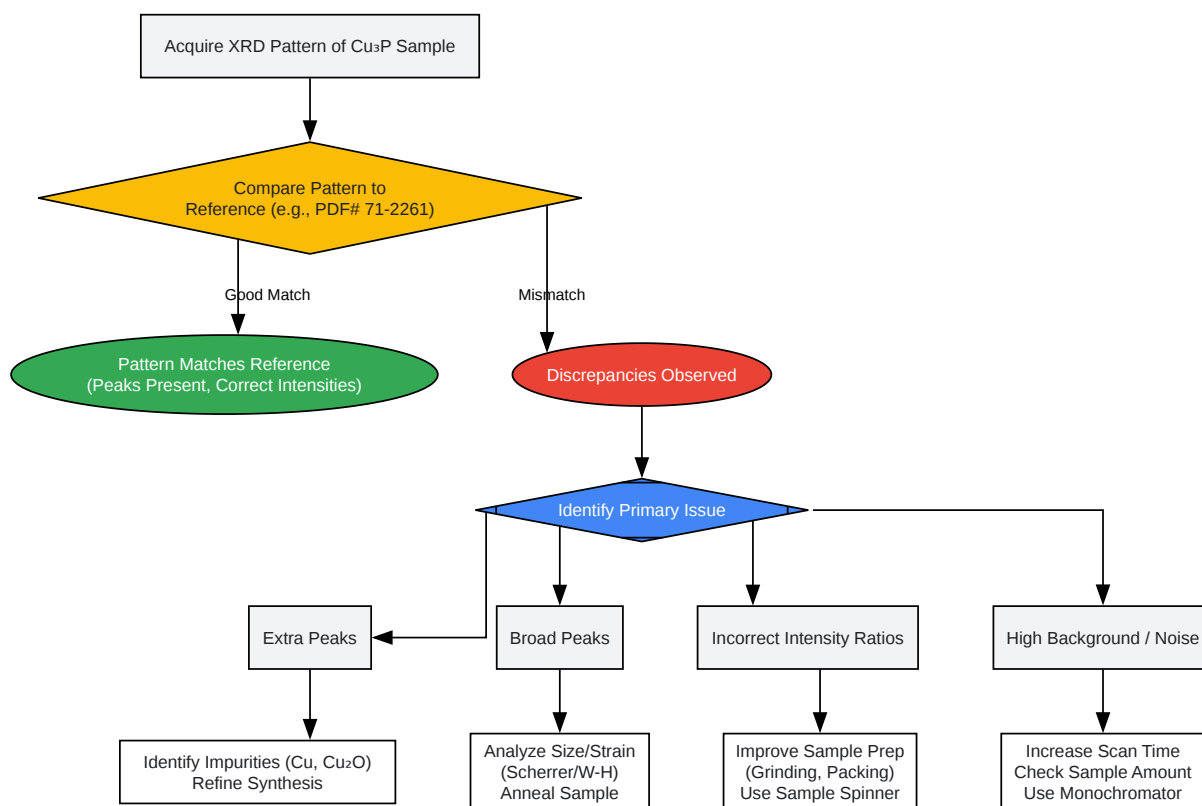 Acquire XRD Pattern of Cu₃P Sample
Compare Pattern to
Reference (e.g., PDF# 71-2261)
Good Match
Mismatch
Pattern Matches Reference
(Peaks Present, Correct Intensities)
Discrepancies Observed
Identify Primary Issue
Extra Peaks
Broad Peaks
Incorrect Intensity Ratios
High Background / Noise
Identify Impurities (Cu, Cu₂O)
Refine Synthesis
Analyze Size/Strain
(Scherrer/W-H)
Anneal Sample
Improve Sample Prep
(Grinding, Packing)
Use Sample Spinner
Increase Scan Time
Check Sample Amount
Use Monochromator